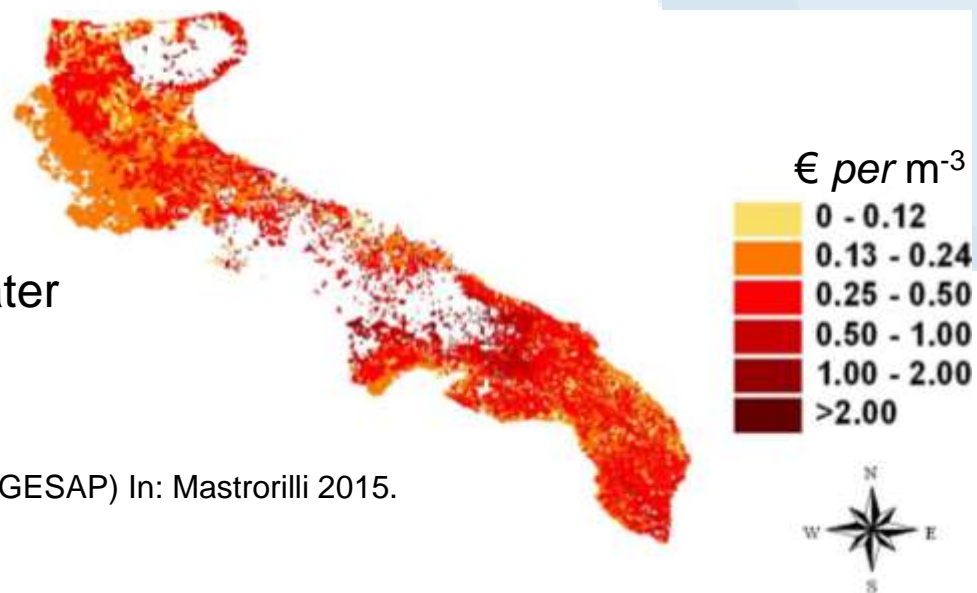 € per m-3
0 - 0.12
0.13 - 0.24
0.25 - 0.50
0.50 - 1.00
1.00 - 2.00
>2.00
GESAP) In: Mastrorilli 2015.
N
W E
S